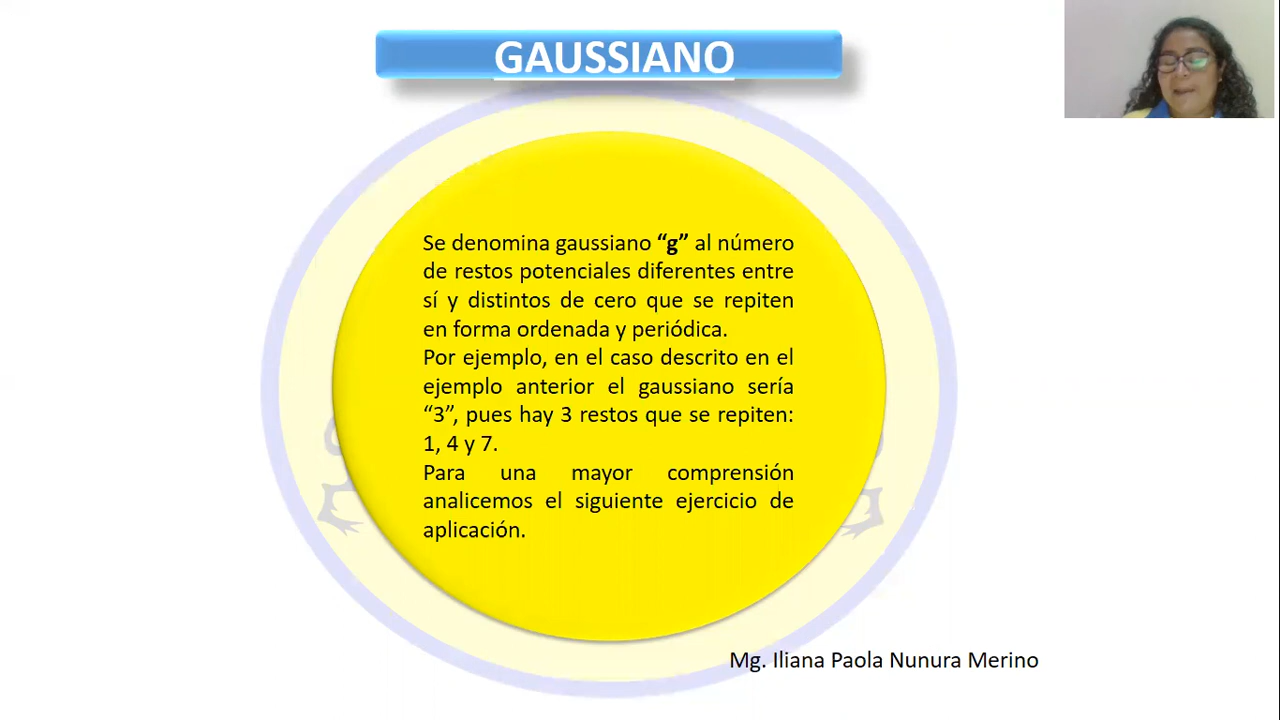 GAUSSIANO
Se denomina gaussiano “g” al número
de restos potenciales diferentes entre
sí y distintos de cero que se repiten
en forma ordenada y periódica.
Por ejemplo, en el caso descrito en el
ejemplo anterior el gaussiano sería
“3”, pues hay 3 restos que se repiten:
1, 4 y 7.
Para una mayor comprensión
analicemos el siguiente ejercicio de
aplicación.
Mg. Iliana Paola Nunura Merino